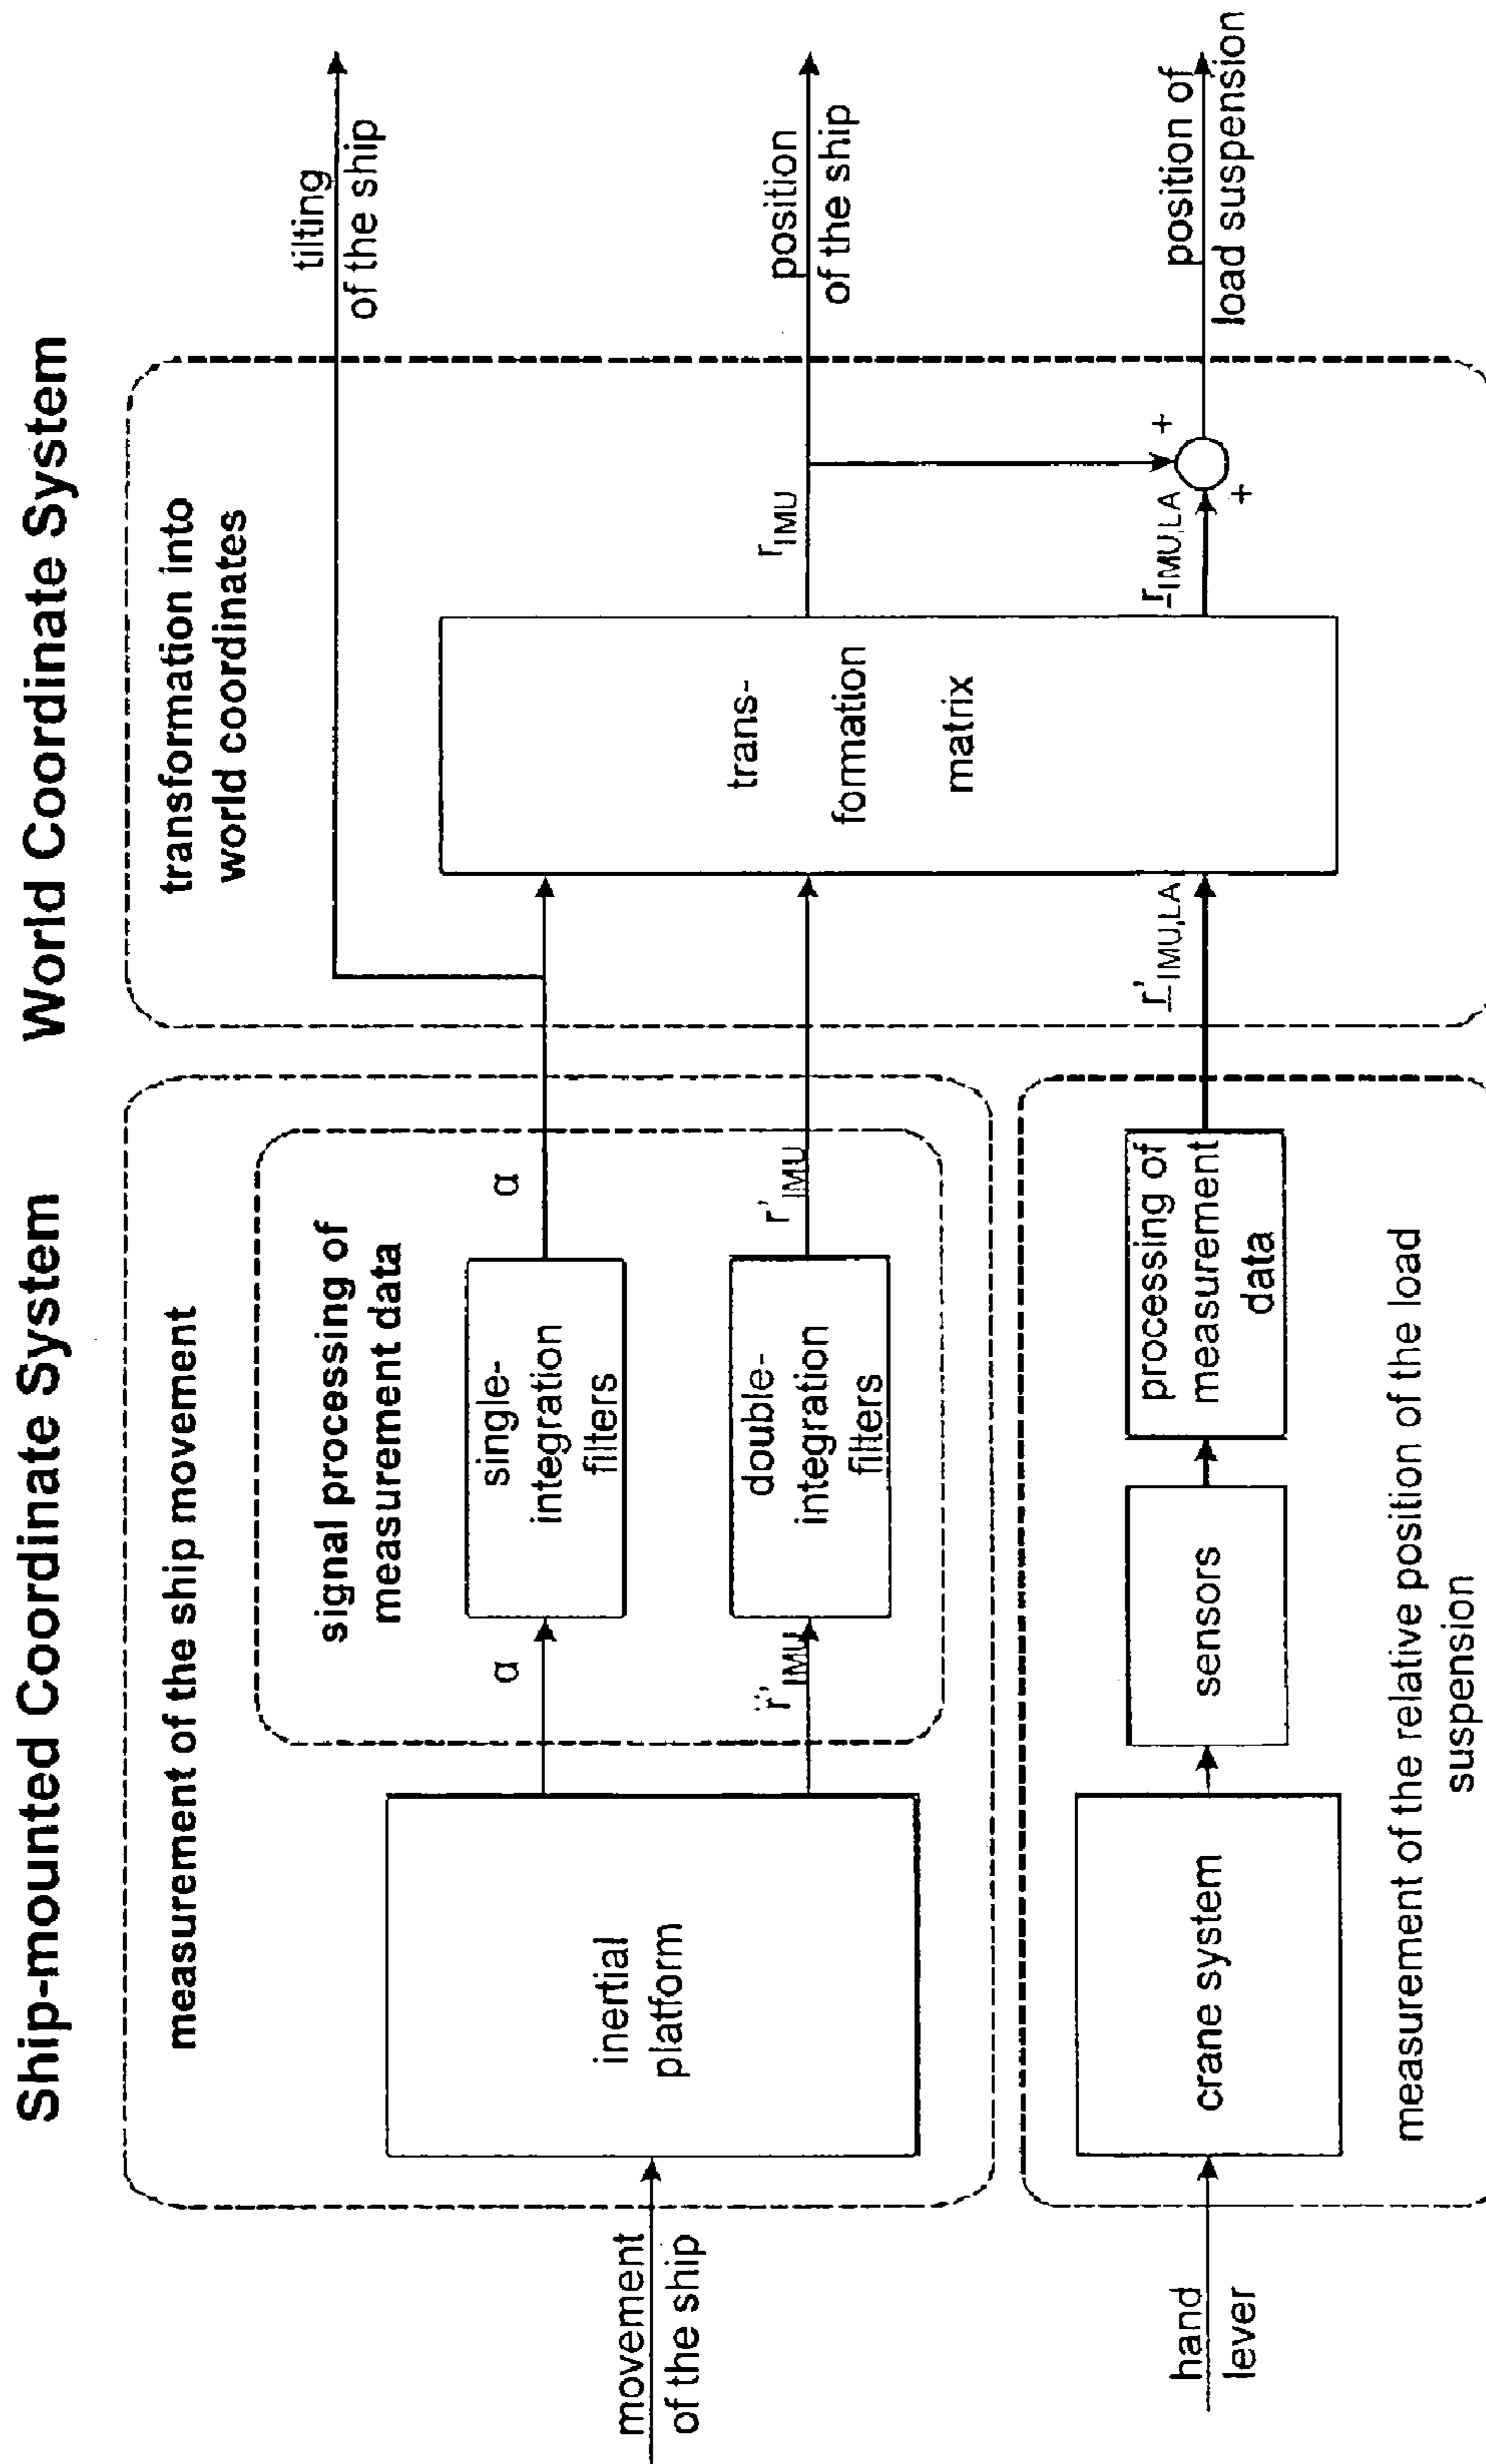 Ship-mounted Coordinate System
World Coordinate System
measurement of the ship movement
signal processing of
measurement data
transformation into
world coordinates
tilting
of the ship
movement
of the ship
inertial
platform
α
single-
integration
filters
α
r̈'IMU
double-
integration
filters
r'IMU
trans-
formation
matrix
rIMU
position
of the ship
hand
lever
crane system
sensors
processing of
measurement
data
r'IMU,LA
rIMU,LA
+
+
position of
load suspension
measurement of the relative position of the load
suspension